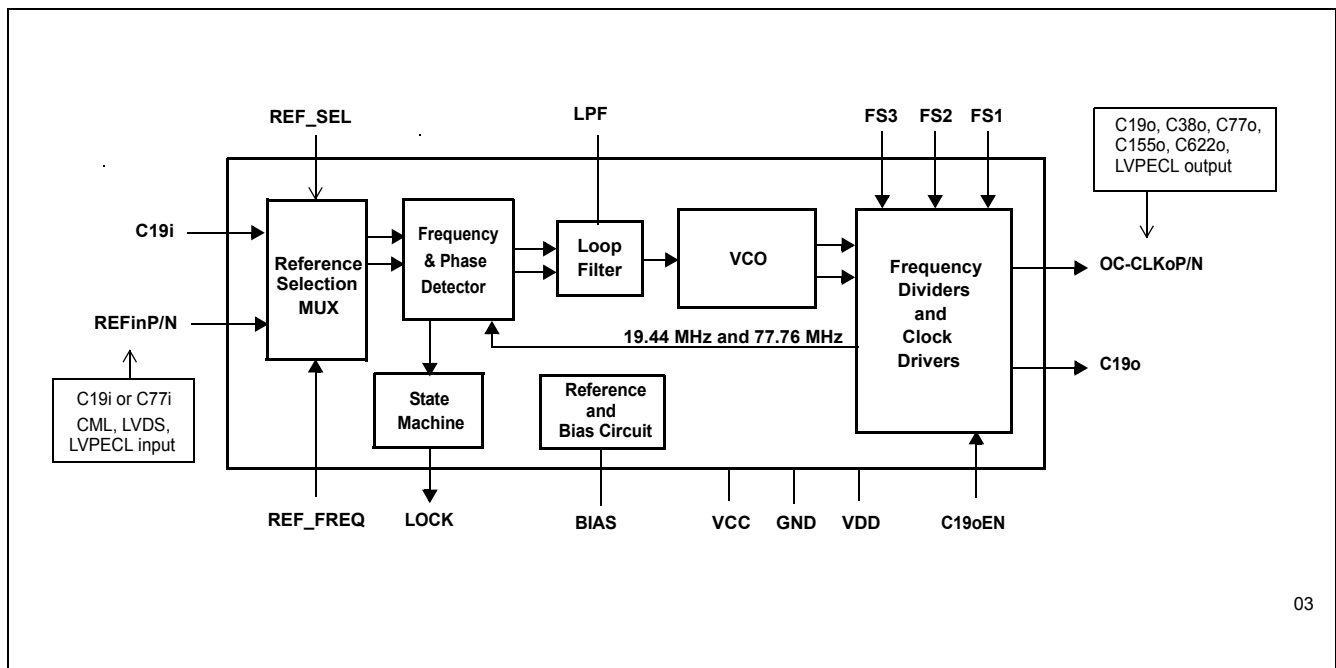 REF_SEL
LPF
FS3
FS2
FS1
C19o, C38o, C77o,
C155o, C622o,
LVPECL output
C19i
Reference
Selection
MUX
Frequency
& Phase
Detector
Loop
Filter
VCO
Frequency
Dividers
and
Clock
Drivers
OC-CLKoP/N
REFinP/N
19.44 MHz and 77.76 MHz
C19o
C19i or C77i
CML, LVDS,
LVPECL input
State
Machine
Reference
and
Bias Circuit
REF_FREQ
LOCK
BIAS
VCC
GND
VDD
C19oEN
03